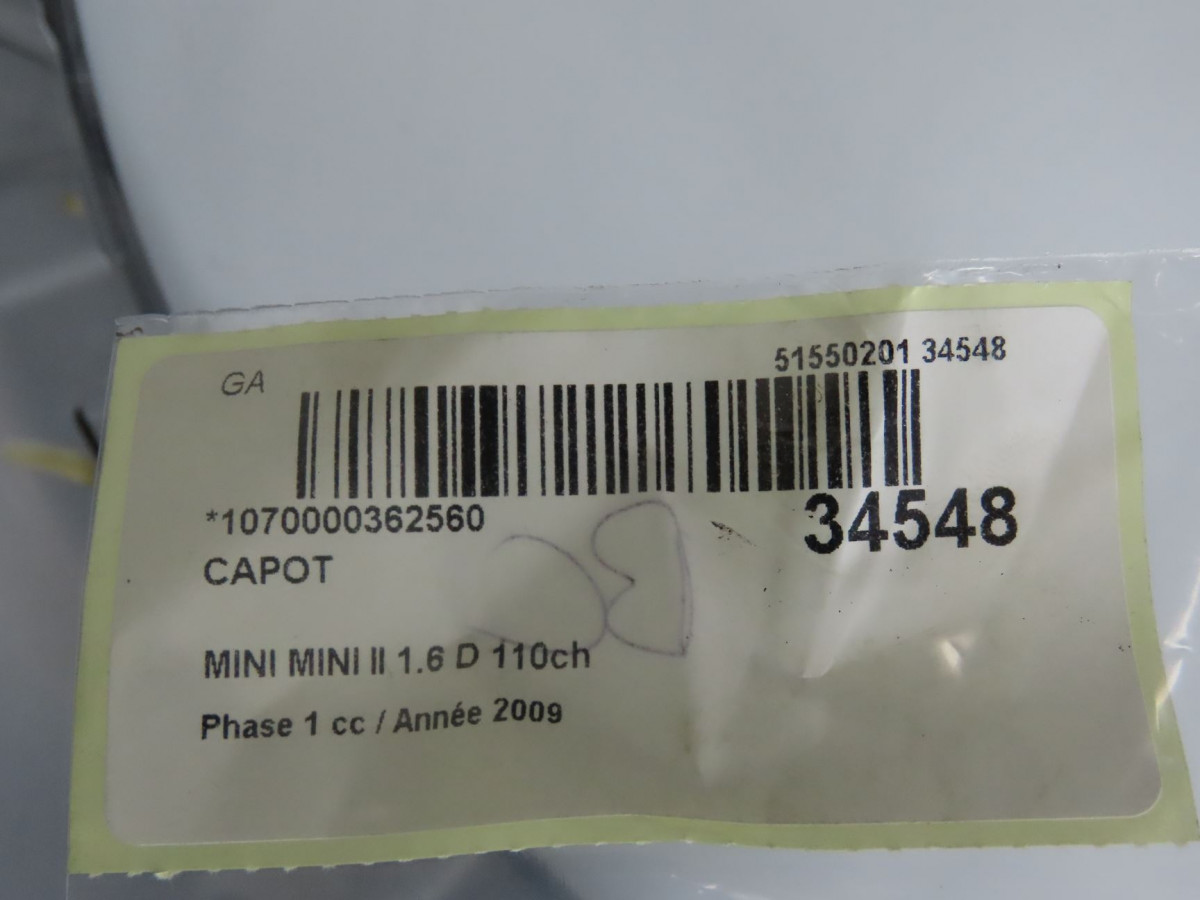 GA
51550201 34548
*1070000362560
34548
CAPOT
MINI MINI II 1.6 D 110ch
Phase 1 cc / Année 2009